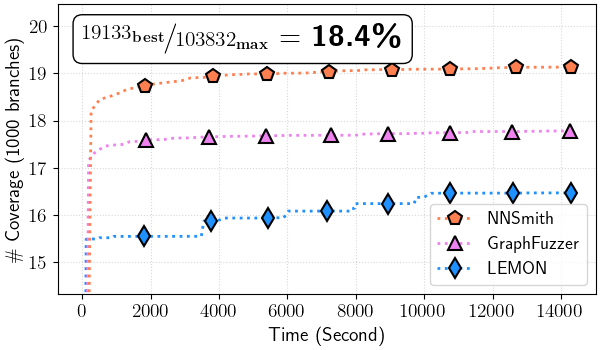 19133best/103832max = 18.4%
# Coverage (1000 branches)
20
19
18
17
16
15
NNSmith
GraphFuzzer
LEMON
0 2000 4000 6000 8000 10000 12000 14000
Time (Second)